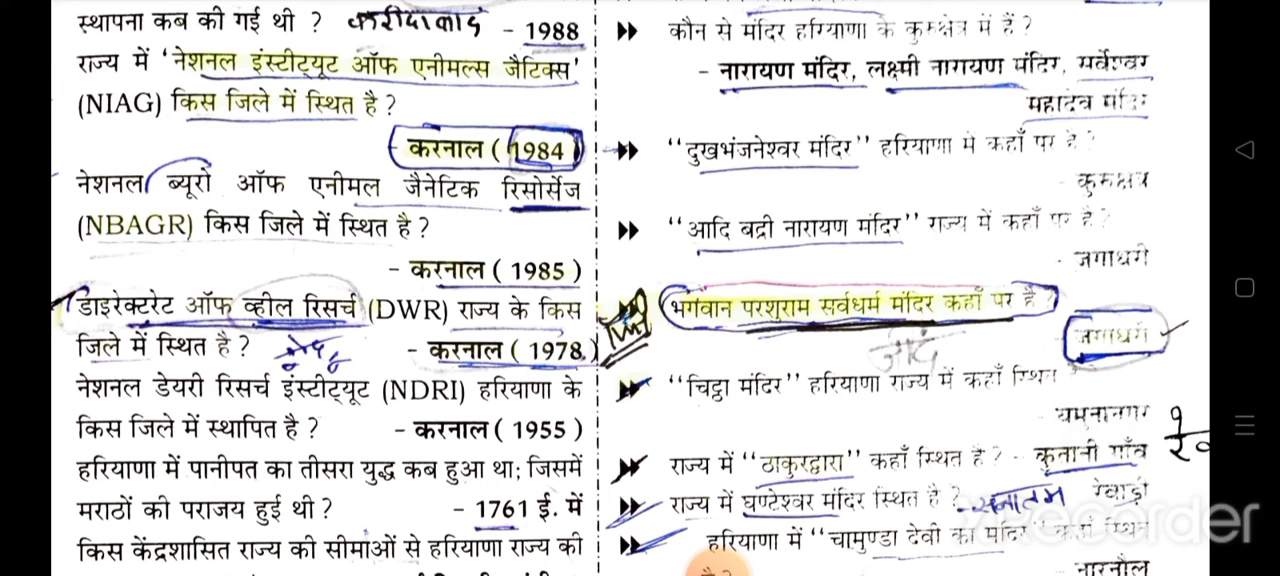 स्थापना कब की गई थी ? फरीदाबाद - 1988
राज्य में 'नेशनल इंस्टीट्यूट ऑफ एनीमल्स जैटिक्स'
(NIAG) किस जिले में स्थित है ?
- करनाल ( 1984 )
नेशनल ब्यूरो ऑफ एनीमल जैनेटिक रिसोर्सेज
(NBAGR) किस जिले में स्थित है ?
- करनाल ( 1985 )
डाइरेक्टरेट ऑफ व्हील रिसर्च (DWR) राज्य के किस
जिले में स्थित है ?
- करनाल ( 1978 )
नेशनल डेयरी रिसर्च इंस्टीट्यूट (NDRI) हरियाणा के
किस जिले में स्थापित है ? - करनाल ( 1955 )
हरियाणा में पानीपत का तीसरा युद्ध कब हुआ था; जिसमें
मराठों की पराजय हुई थी ? - 1761 ई. में
किस केंद्रशासित राज्य की सीमाओं से हरियाणा राज्य की
कौन से मंदिर हरियाणा के कुरुक्षेत्र में हैं ?
- नारायण मंदिर, लक्ष्मी नारायण मंदिर, सर्वेश्वर
महादेव मंदिर
"दुखभंजनेश्वर मंदिर" हरियाणा में कहाँ पर है ?
- कुरुक्षेत्र
"आदि बद्री नारायण मंदिर" राज्य में कहाँ पर है ?
- जगाधरी
भगवान परशुराम सर्वधर्म मंदिर कहाँ पर है ?
जगाधरी
जींद
"चिट्ठा मंदिर" हरियाणा राज्य में कहाँ स्थित
- यमुनानगर
राज्य में "ठाकुरद्वारा" कहाँ स्थित है ? - कुनानी गाँव
राज्य में घण्टेश्वर मंदिर स्थित है ? - सनातन रेवाड़ी
हरियाणा में "चामुण्डा देवी का मंदिर" कहाँ स्थित
है ?
नारनौल